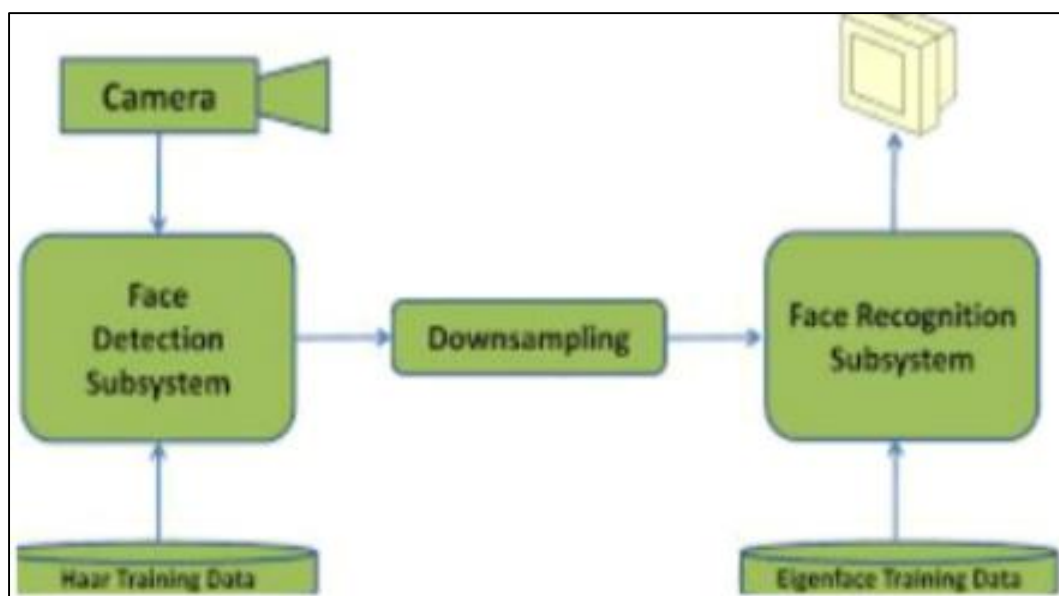 Camera
Face
Detection
Subsystem
Downsampling
Face Recognition
Subsystem
Haar Training Data
Eigenface Training Data